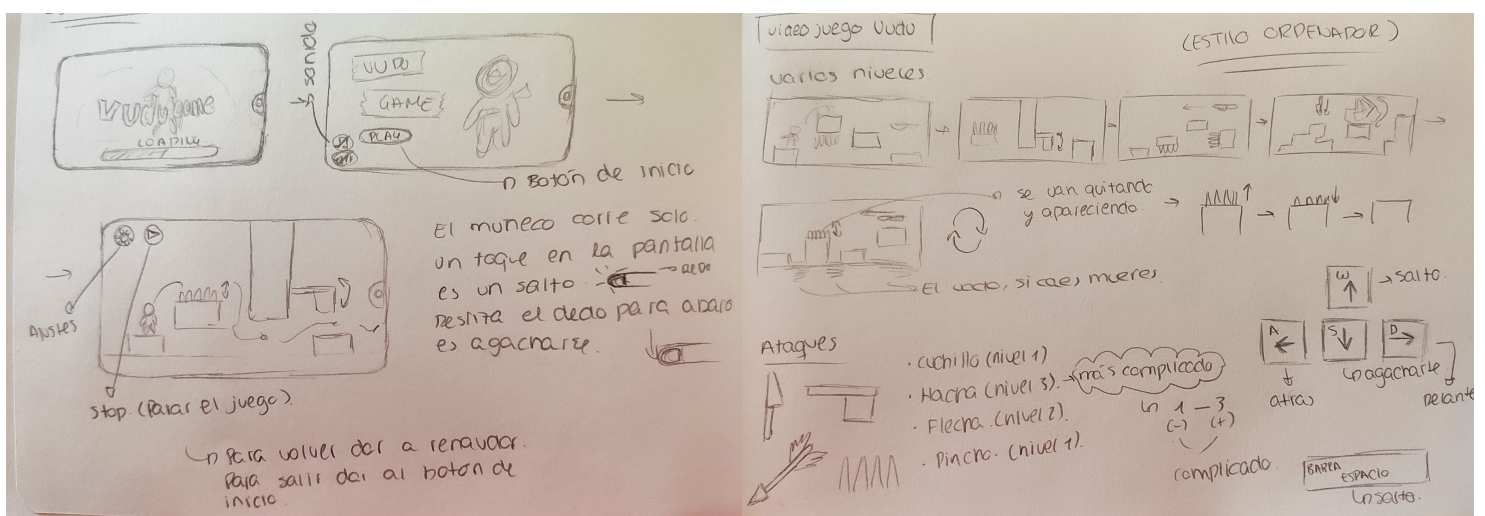 sonido
vudu game
LOADING
VUDO
GAME
PLAY
Botón de inicio
El muñeco corre solo.
un toque en la pantalla
es un salto
DEDO
Desliza el dedo para abajo
es agacharse.
Ajustes
Stop. (Parar el juego).
Para volver dar a renaudar.
Para salir dar al botón de
inicio.
video juego Vudu
(ESTILO ORDENADOR)
varios niveles
se van quitando
y apareciendo.
El vacio, si caes mueres.
W
salto.
A
S
D
agacharse
atrás
Delante
Ataques
· Cuchillo (nivel 1)
· Hacha (nivel 3).
más complicado
· Flecha. (nivel 2).
· Pincho. (nivel 1).
1 - 3
(-) (+)
complicado.
BARRA
ESPACIO
salto.